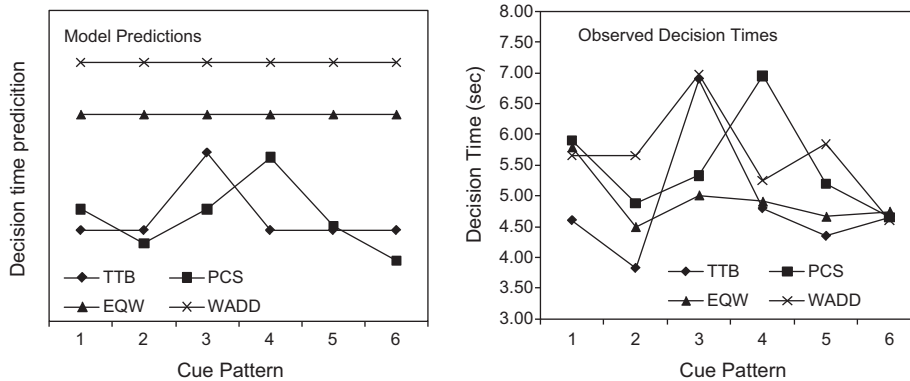 Model Predictions
Decision time predicition
TTB PCS
EQW WADD
1 2 3 4 5 6
Cue Pattern
Observed Decision Times
Decision Time (sec)
8.00
7.50
7.00
6.50
6.00
5.50
5.00
4.50
4.00
3.50
3.00
TTB PCS
EQW WADD
1 2 3 4 5 6
Cue Pattern